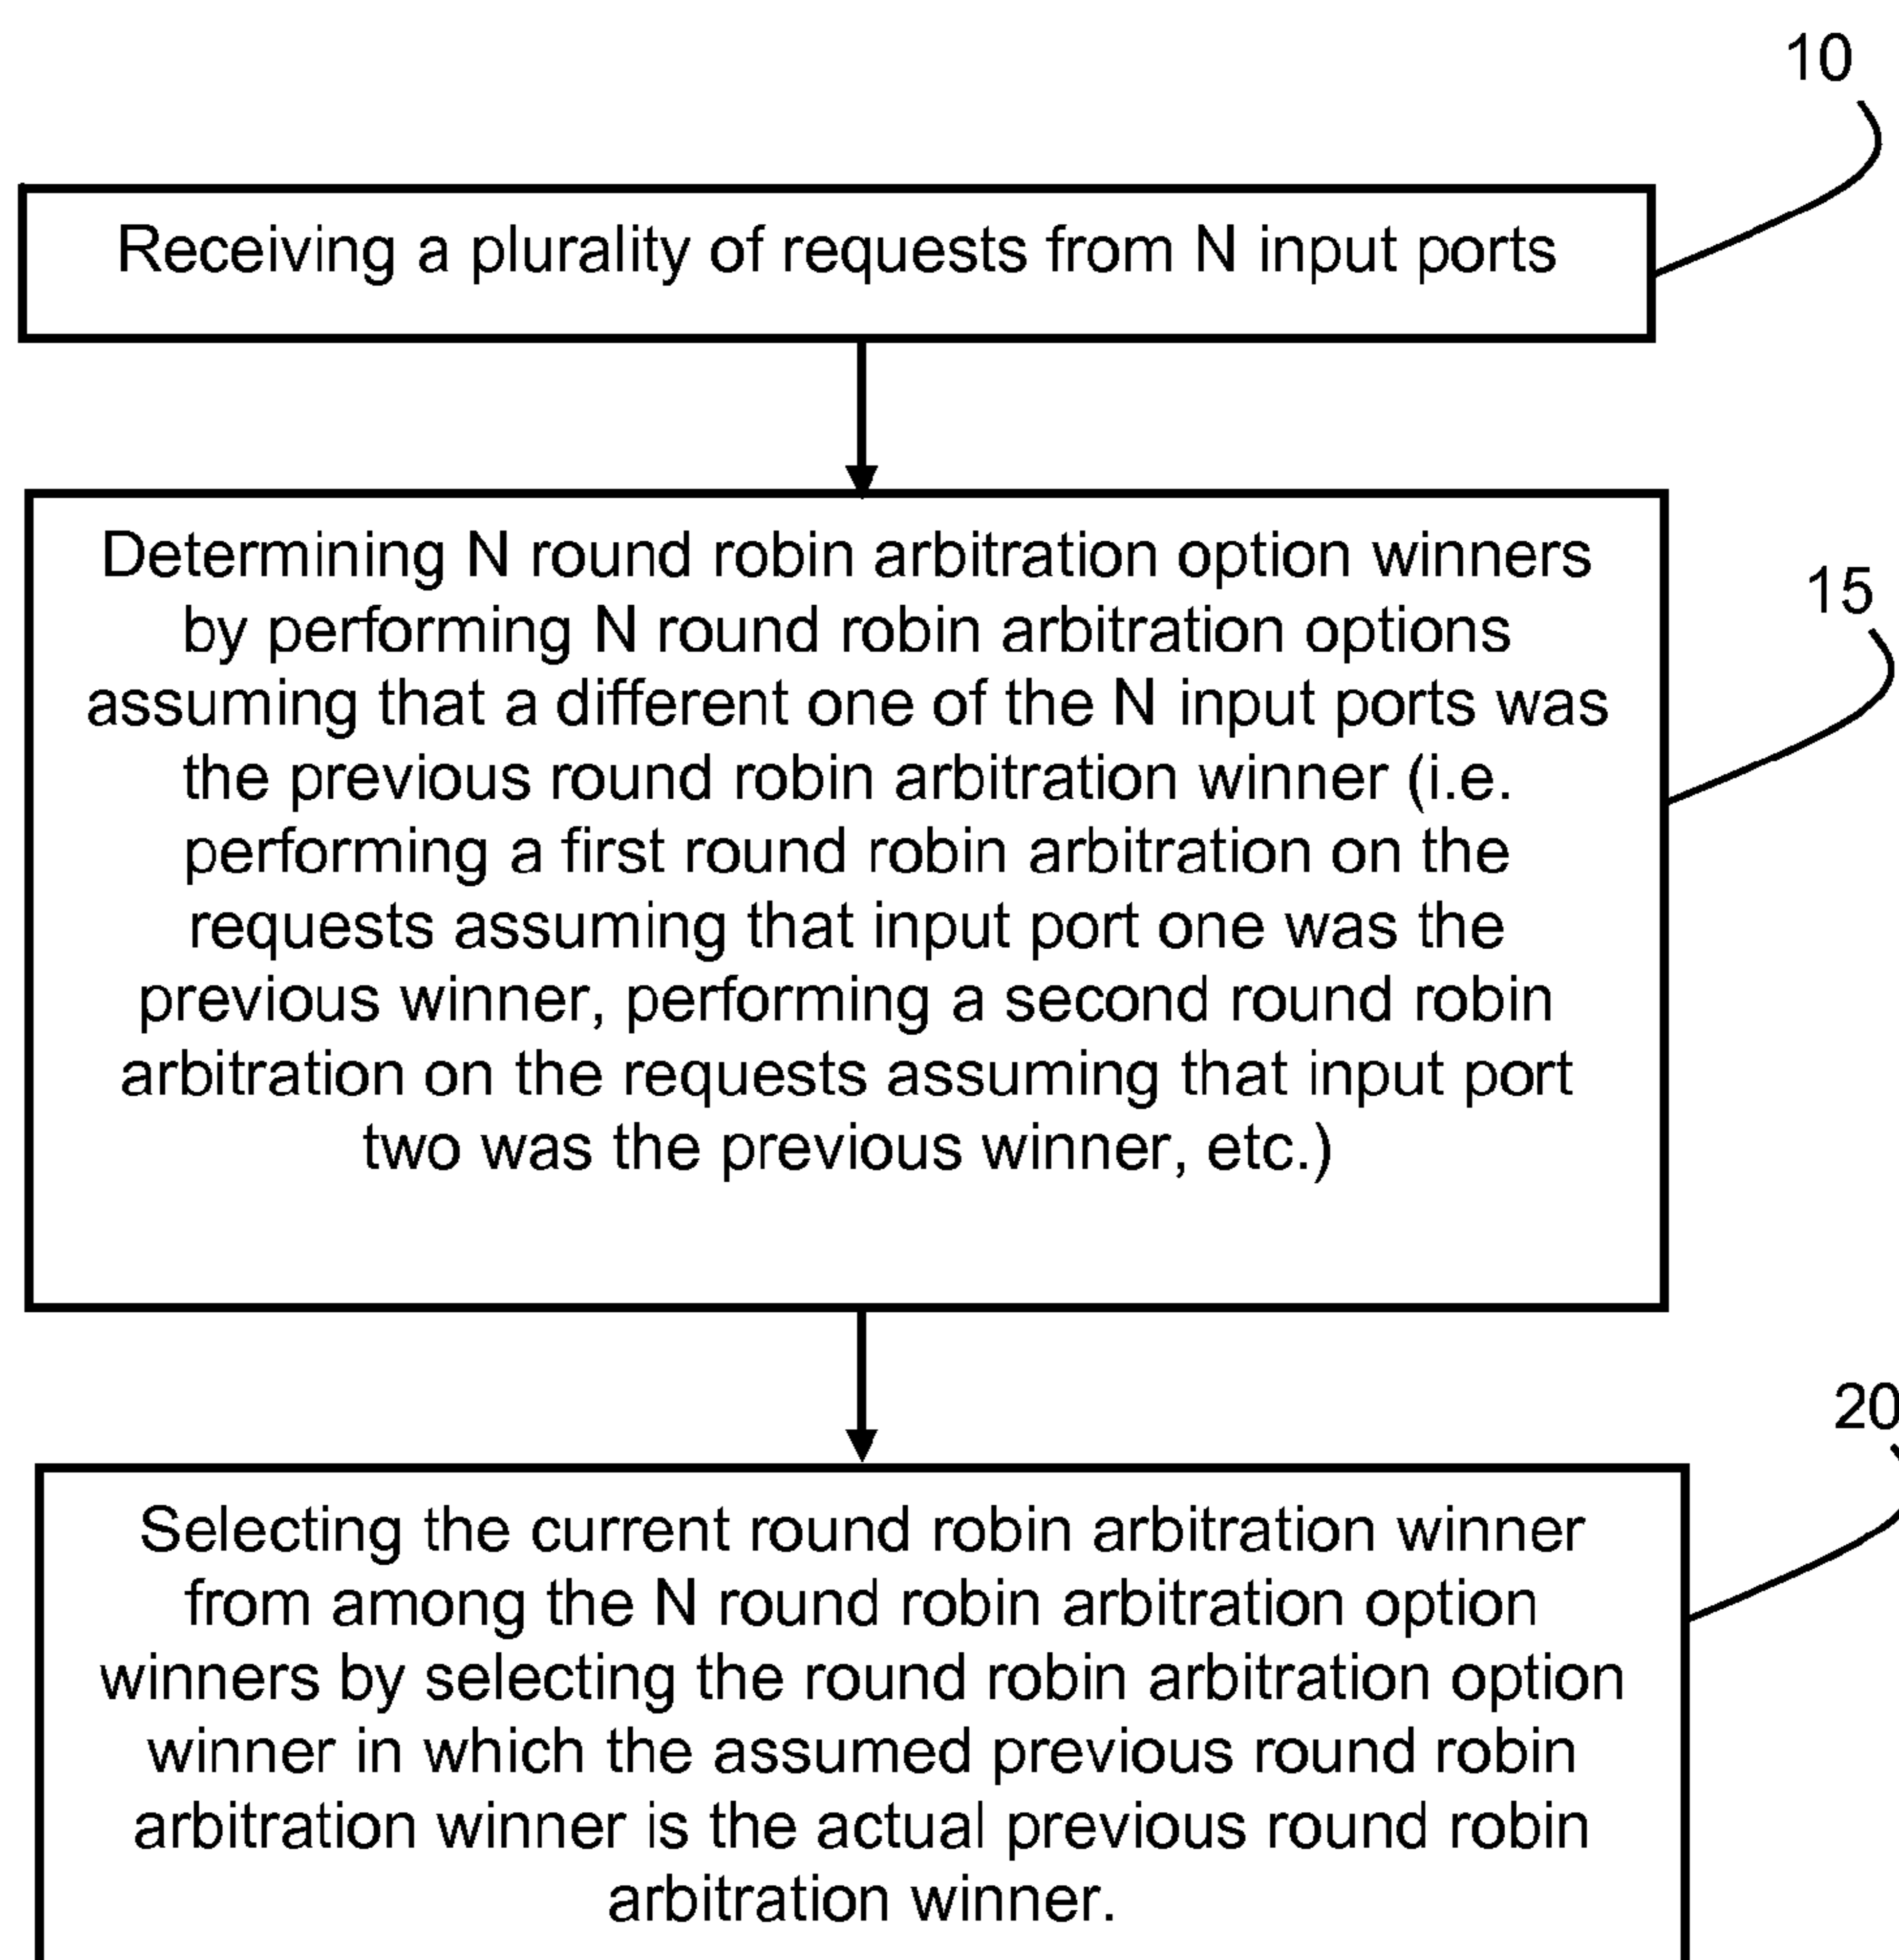 10
Receiving a plurality of requests from N input ports
Determining N round robin arbitration option winners
by performing N round robin arbitration options
assuming that a different one of the N input ports was
the previous round robin arbitration winner (i.e.
performing a first round robin arbitration on the
requests assuming that input port one was the
previous winner, performing a second round robin
arbitration on the requests assuming that input port
two was the previous winner, etc.)
15
20
Selecting the current round robin arbitration winner
from among the N round robin arbitration option
winners by selecting the round robin arbitration option
winner in which the assumed previous round robin
arbitration winner is the actual previous round robin
arbitration winner.